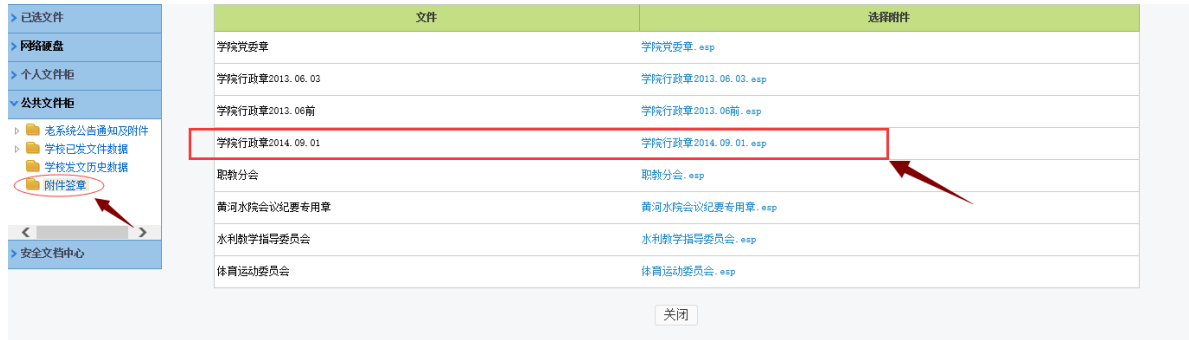 已选文件
网络硬盘
个人文件柜
公共文件柜
老系统公告通知及附件
学校已发文件数据
学校发文历史数据
附件签章
安全文档中心
文件 选择附件
学院党委章 学院党委章.esp
学院行政章2013.06.03 学院行政章2013.06.03.esp
学院行政章2013.06前 学院行政章2013.06前.esp
学院行政章2014.09.01 学院行政章2014.09.01.esp
职教分会 职教分会.esp
黄河水院会议纪要专用章 黄河水院会议纪要专用章.esp
水利教学指导委员会 水利教学指导委员会.esp
体育运动委员会 体育运动委员会.esp
关闭